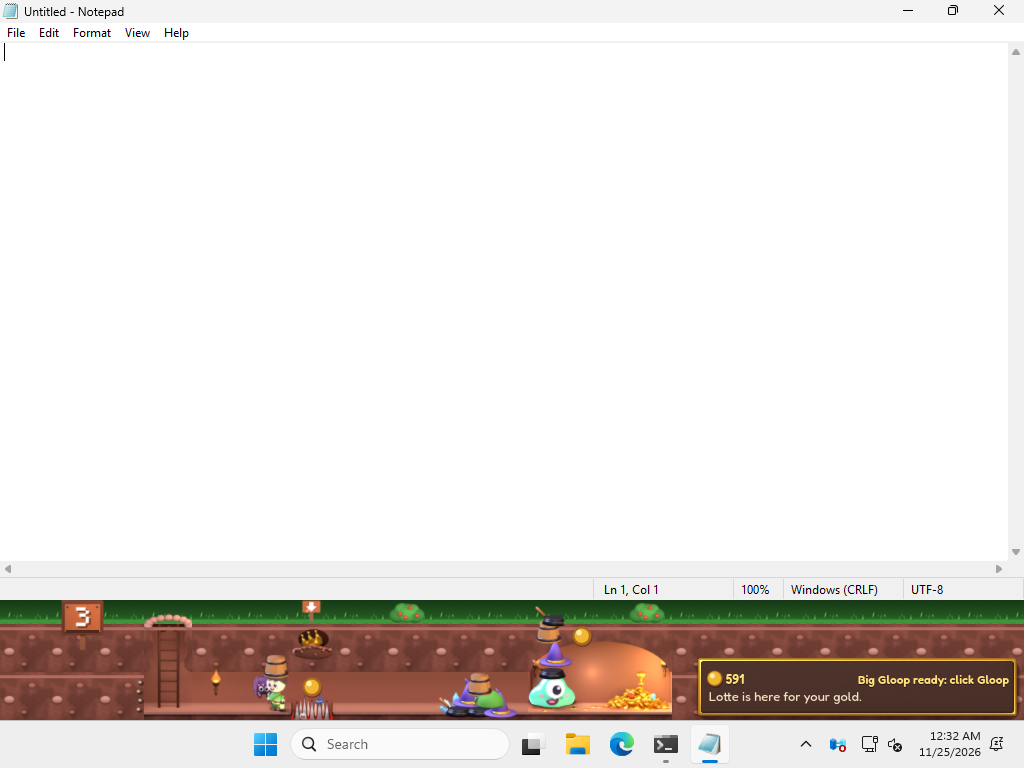 Untitled - Notepad
File Edit Format View Help
Ln 1, Col 1 100% Windows (CRLF) UTF-8
3
591 Big Gloop ready: click Gloop
Lotte is here for your gold.
Search
12:32 AM
11/25/2026